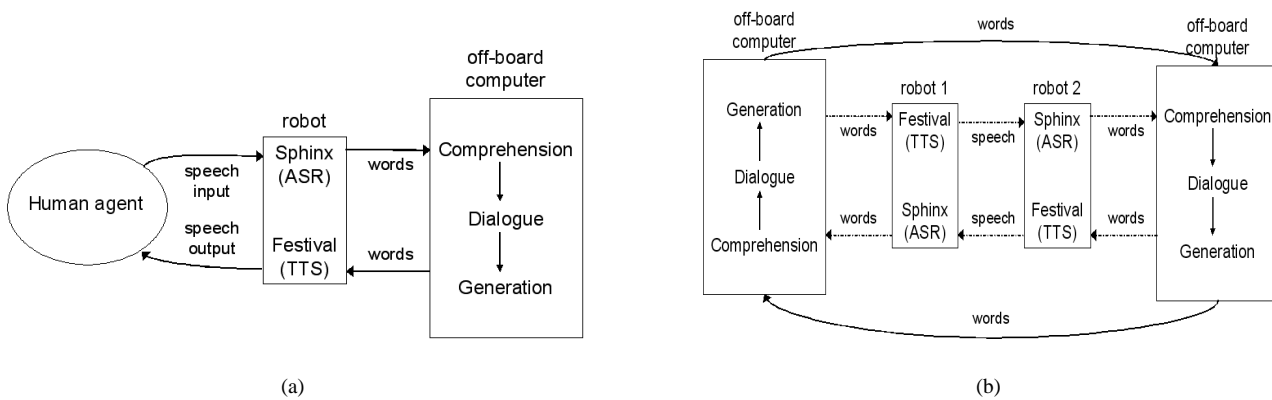 off-board
computer
robot
Sphinx
(ASR)
speech
input
words
Comprehension
Human agent
Dialogue
speech
output
Festival
(TTS)
words
Generation
(a)
off-board
computer
words
off-board
computer
robot 1
robot 2
Generation
words
Festival
(TTS)
speech
Sphinx
(ASR)
words
Comprehension
Dialogue
Dialogue
words
Sphinx
(ASR)
speech
Festival
(TTS)
words
Comprehension
Generation
words
(b)